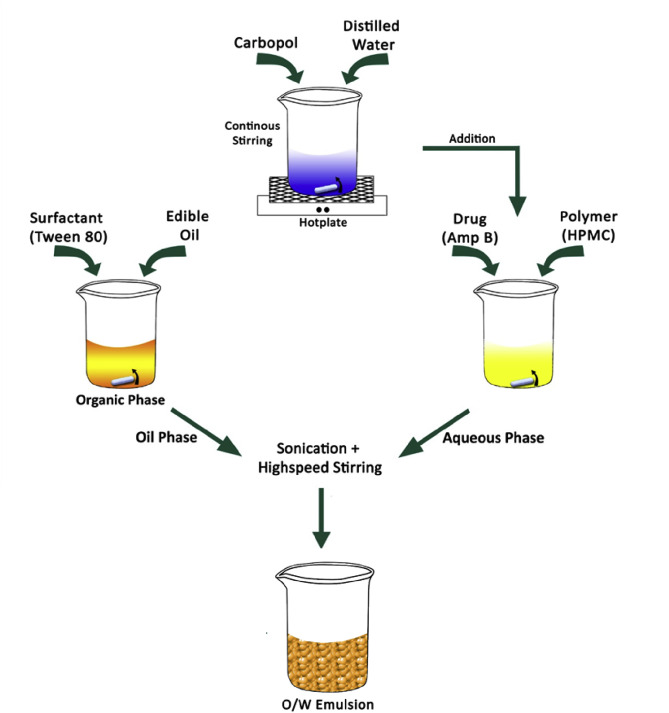 Carbopol
Distilled
Water
Continous
Stirring
Addition
Hotplate
Surfactant
(Tween 80)
Edible
Oil
Drug
(Amp B)
Polymer
(HPMC)
Organic Phase
Oil Phase
Aqueous Phase
Sonication +
Highspeed Stirring
O/W Emulsion